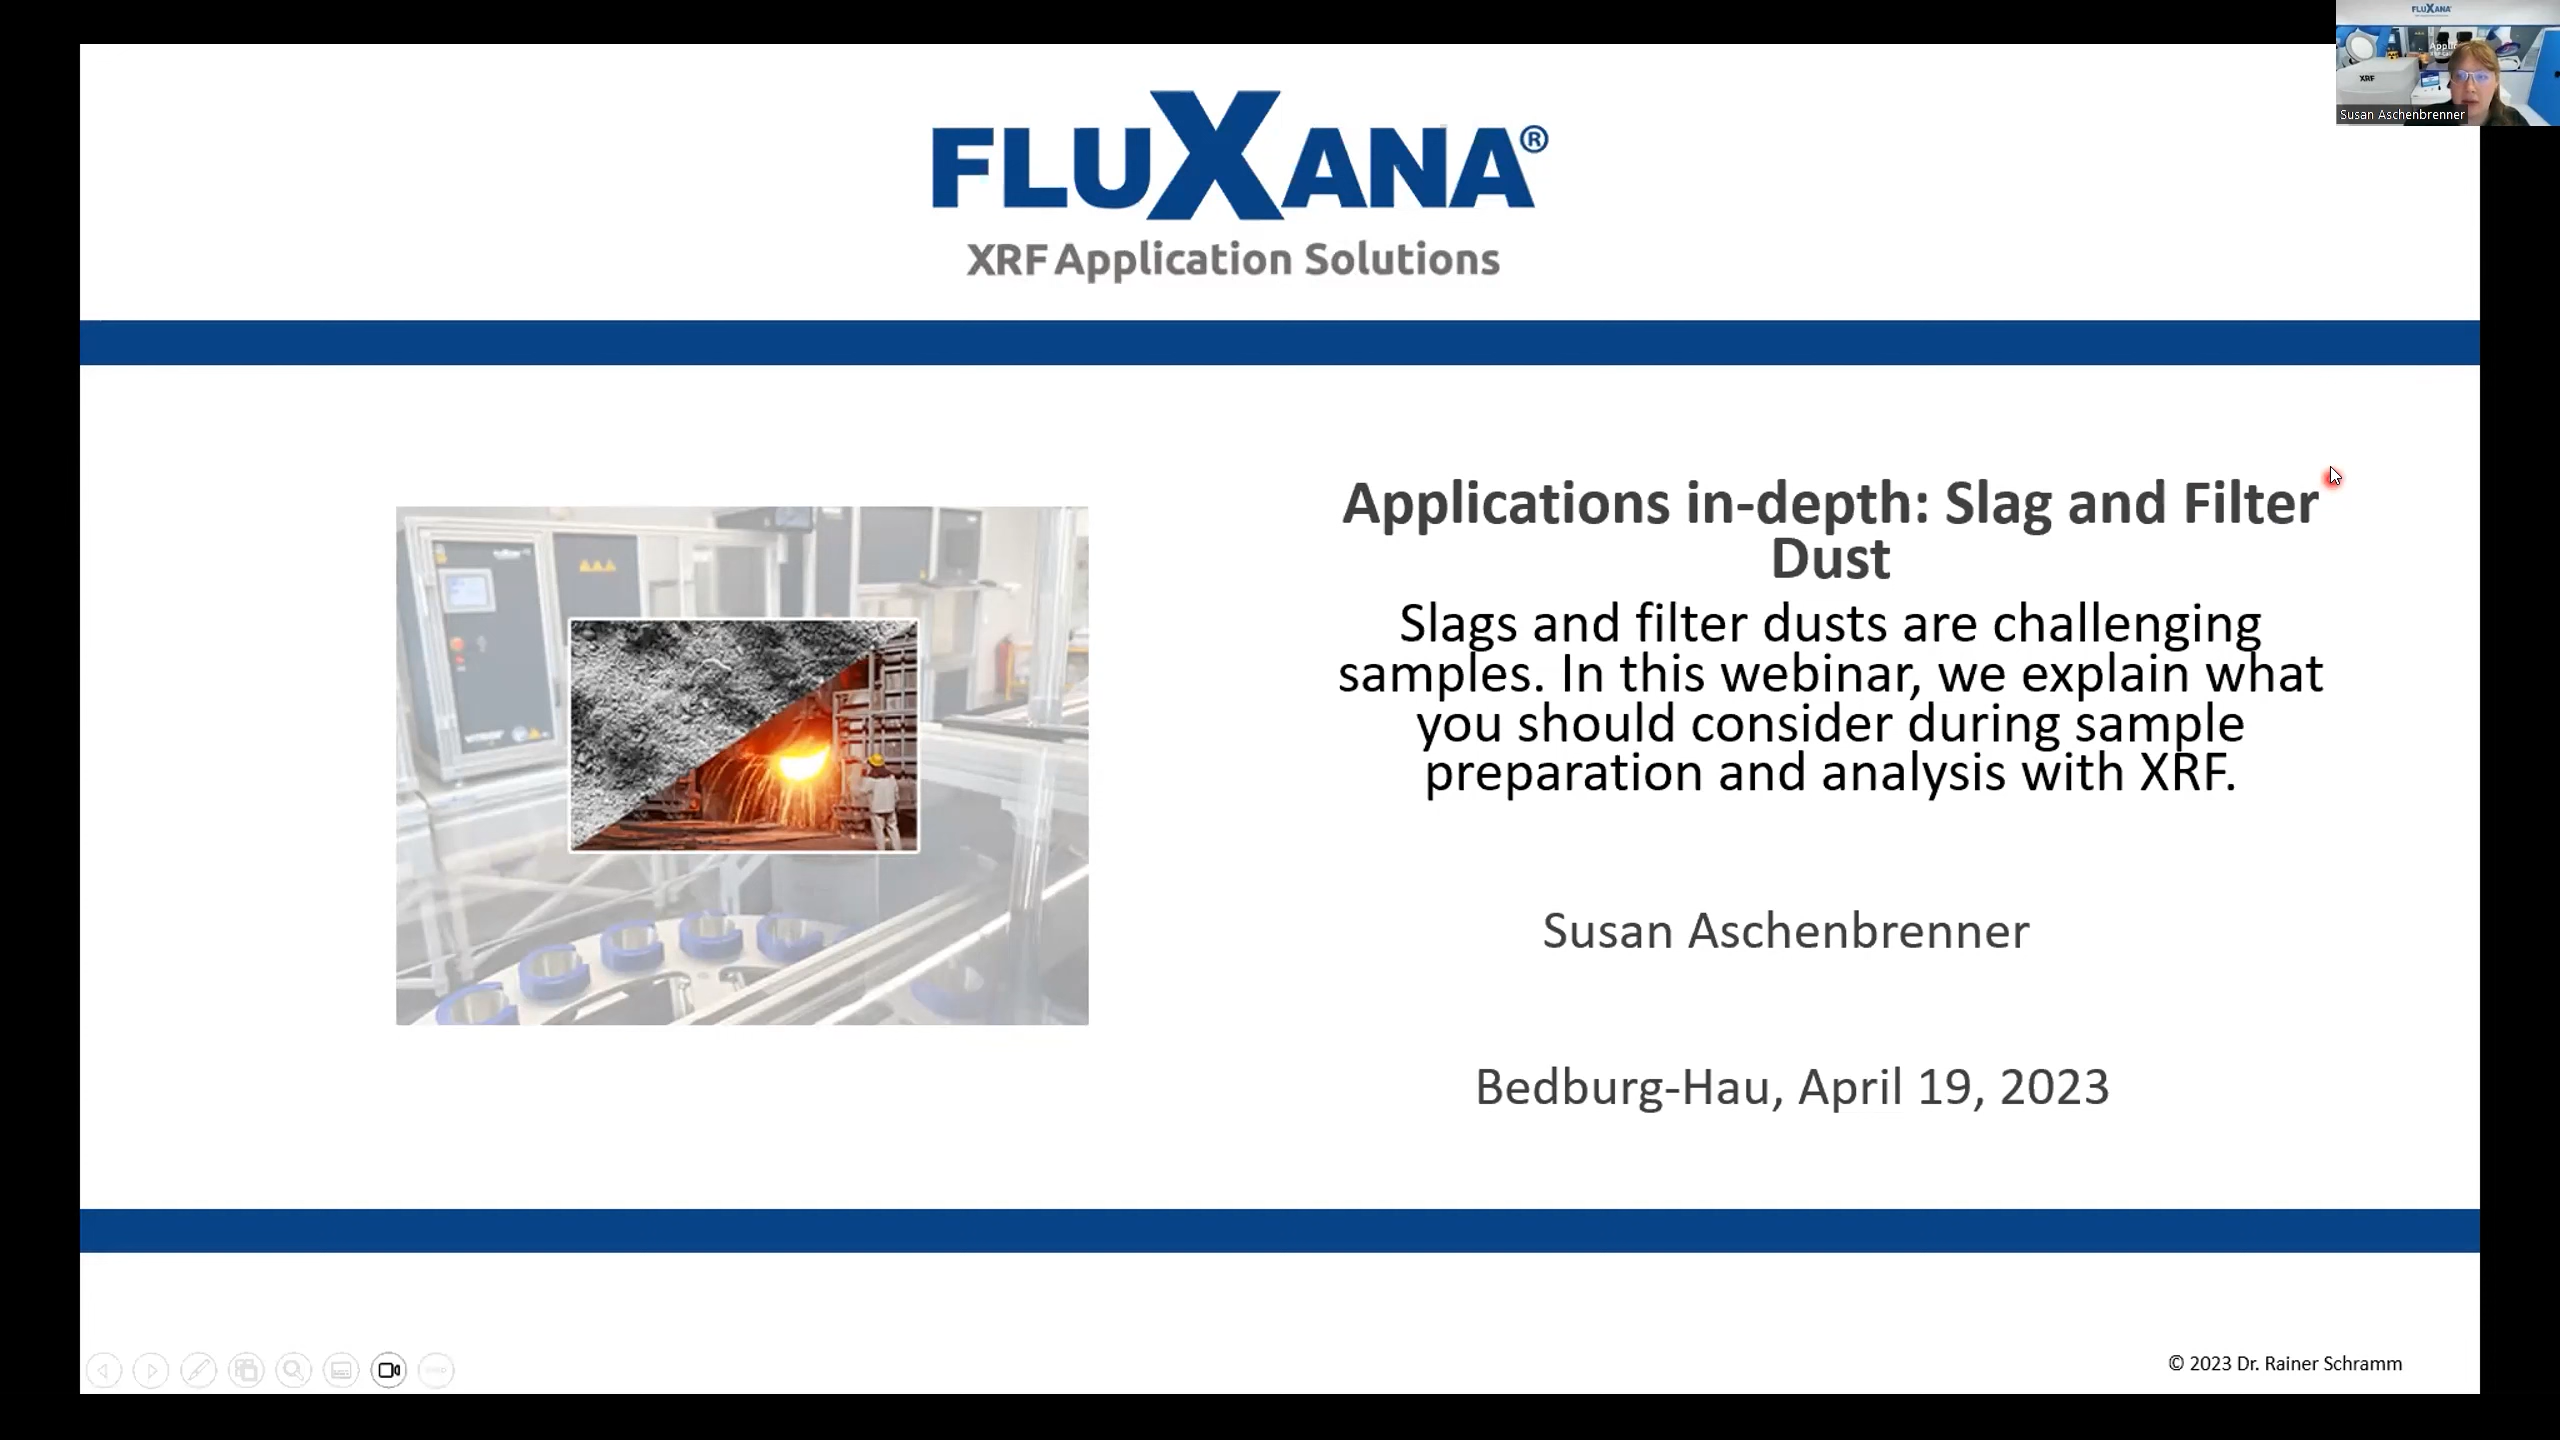 FLUXANA
XRF
Susan Aschenbrenner
FLUXANA®
XRF Application Solutions
Applications in-depth: Slag and Filter
Dust
Slags and filter dusts are challenging
samples. In this webinar, we explain what
you should consider during sample
preparation and analysis with XRF.
Susan Aschenbrenner
Bedburg-Hau, April 19, 2023
© 2023 Dr. Rainer Schramm